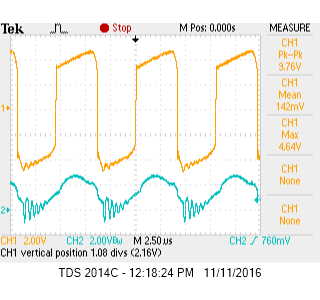 Tek Stop M Pos: 0.000s MEASURE
CH1
Pk-Pk
9.76V
CH1
Mean
142mV
CH1
Max
4.64V
CH1
None
CH1
None
1
2
CH1 2.00V CH2 2.00VBW M 2.50µs CH2 / 760mV
CH1 vertical position 1.08 divs (2.16V)
TDS 2014C - 12:18:24 PM 11/11/2016